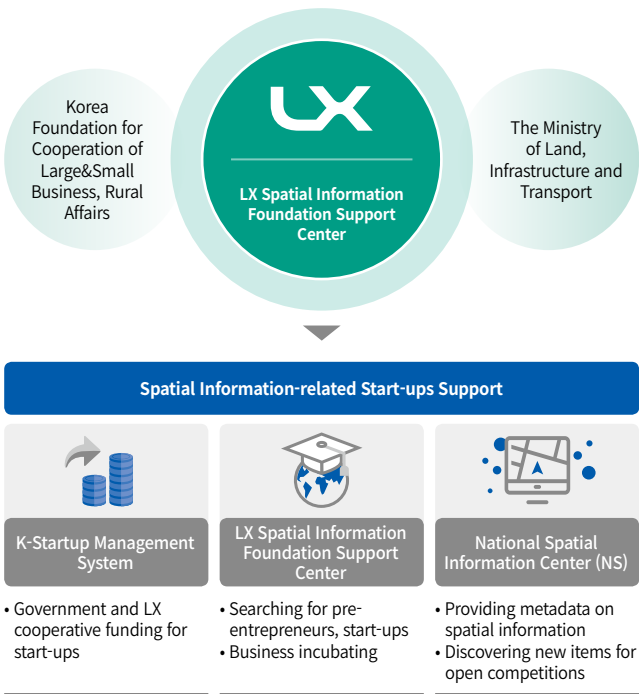 Korea
Foundation for
Cooperation of
Large&Small
Business, Rural
Affairs
LX
LX Spatial Information
Foundation Support
Center
The Ministry
of Land,
Infrastructure and
Transport
Spatial Information-related Start-ups Support
K-Startup Management
System
• Government and LX
cooperative funding for
start-ups
LX Spatial Information
Foundation Support
Center
• Searching for pre-
entrepreneurs, start-ups
• Business incubating
National Spatial
Information Center (NS)
• Providing metadata on
spatial information
• Discovering new items for
open competitions